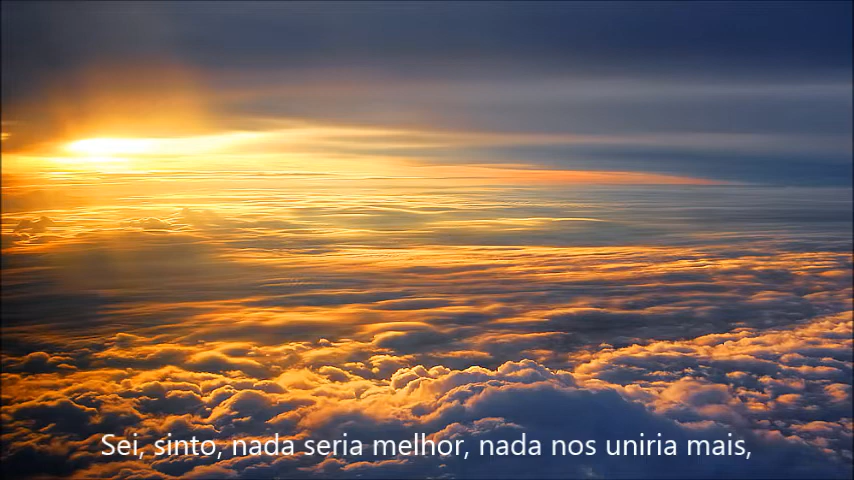 Sei, sinto, nada seria melhor, nada nos uniria mais,